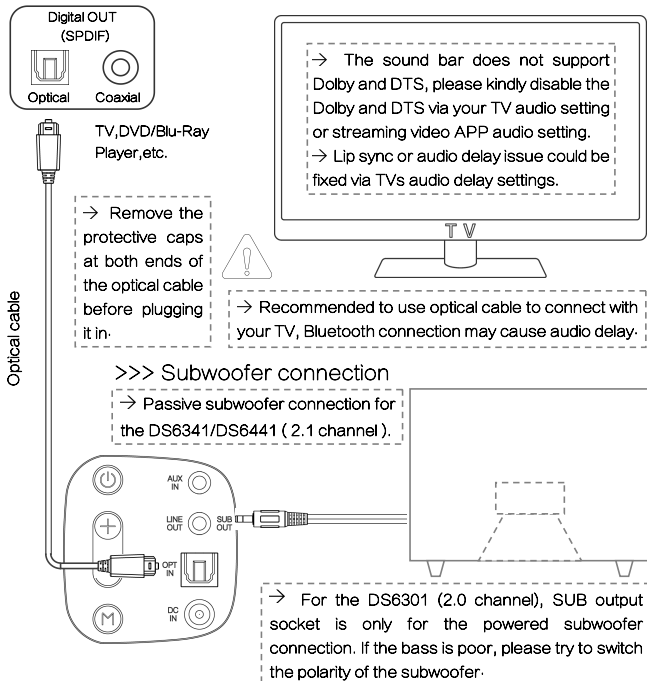 Digital OUT
(SPDIF)
Optical
Coaxial
TV,DVD/Blu-Ray
Player,etc.
→ The sound bar does not support
Dolby and DTS, please kindly disable the
Dolby and DTS via your TV audio setting
or streaming video APP audio setting.
→ Lip sync or audio delay issue could be
fixed via TVs audio delay settings.
TV
→ Remove the
protective caps
at both ends of
the optical cable
before plugging
it in.
→ Recommended to use optical cable to connect with
your TV, Bluetooth connection may cause audio delay.
Optical cable
>>> Subwoofer connection
→ Passive subwoofer connection for
the DS6341/DS6441 ( 2.1 channel ).
AUX
IN
LINE
OUT
SUB
OUT
OPT
IN
DC
IN
M
→ For the DS6301 (2.0 channel), SUB output
socket is only for the powered subwoofer
connection. If the bass is poor, please try to switch
the polarity of the subwoofer.